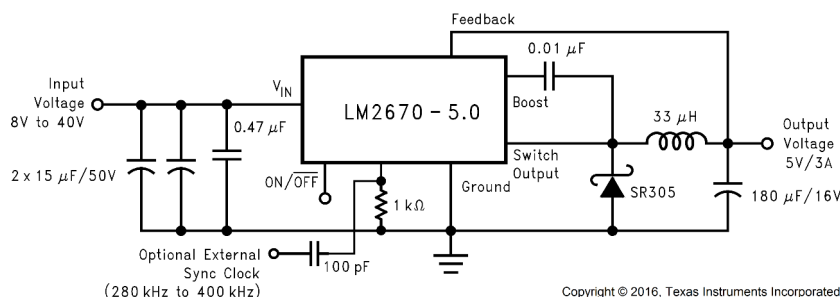 Feedback
0.01 μF
Input
Voltage
8V to 40V
V_IN
LM2670 - 5.0
Boost
33 μH
Output
Voltage
5V/3A
0.47 μF
Switch
Output
2 x 15 μF/50V
ON/OFF
Ground
SR305
180 μF/16V
1 kΩ
Optional External
Sync Clock
(280 kHz to 400 kHz)
100 pF
Copyright © 2016, Texas Instruments Incorporated